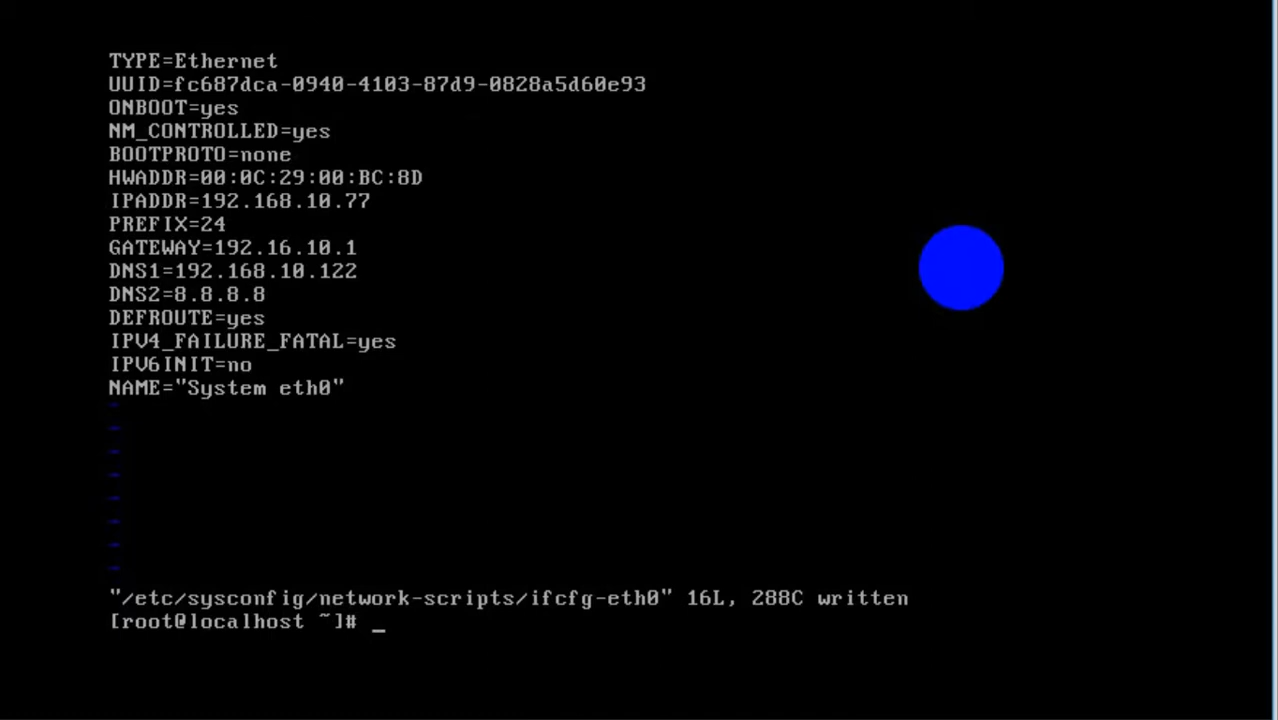 TYPE=Ethernet
UUID=fc687dca-0940-4103-87d9-0828a5d60e93
ONBOOT=yes
NM_CONTROLLED=yes
BOOTPROTO=none
HWADDR=00:0C:29:00:BC:8D
IPADDR=192.168.10.77
PREFIX=24
GATEWAY=192.16.10.1
DNS1=192.168.10.122
DNS2=8.8.8.8
DEFROUTE=yes
IPV4_FAILURE_FATAL=yes
IPV6INIT=no
NAME="System eth0"
~
~
~
~
~
~
~
~
"/etc/sysconfig/network-scripts/ifcfg-eth0" 16L, 288C written
[root@localhost ~]# _